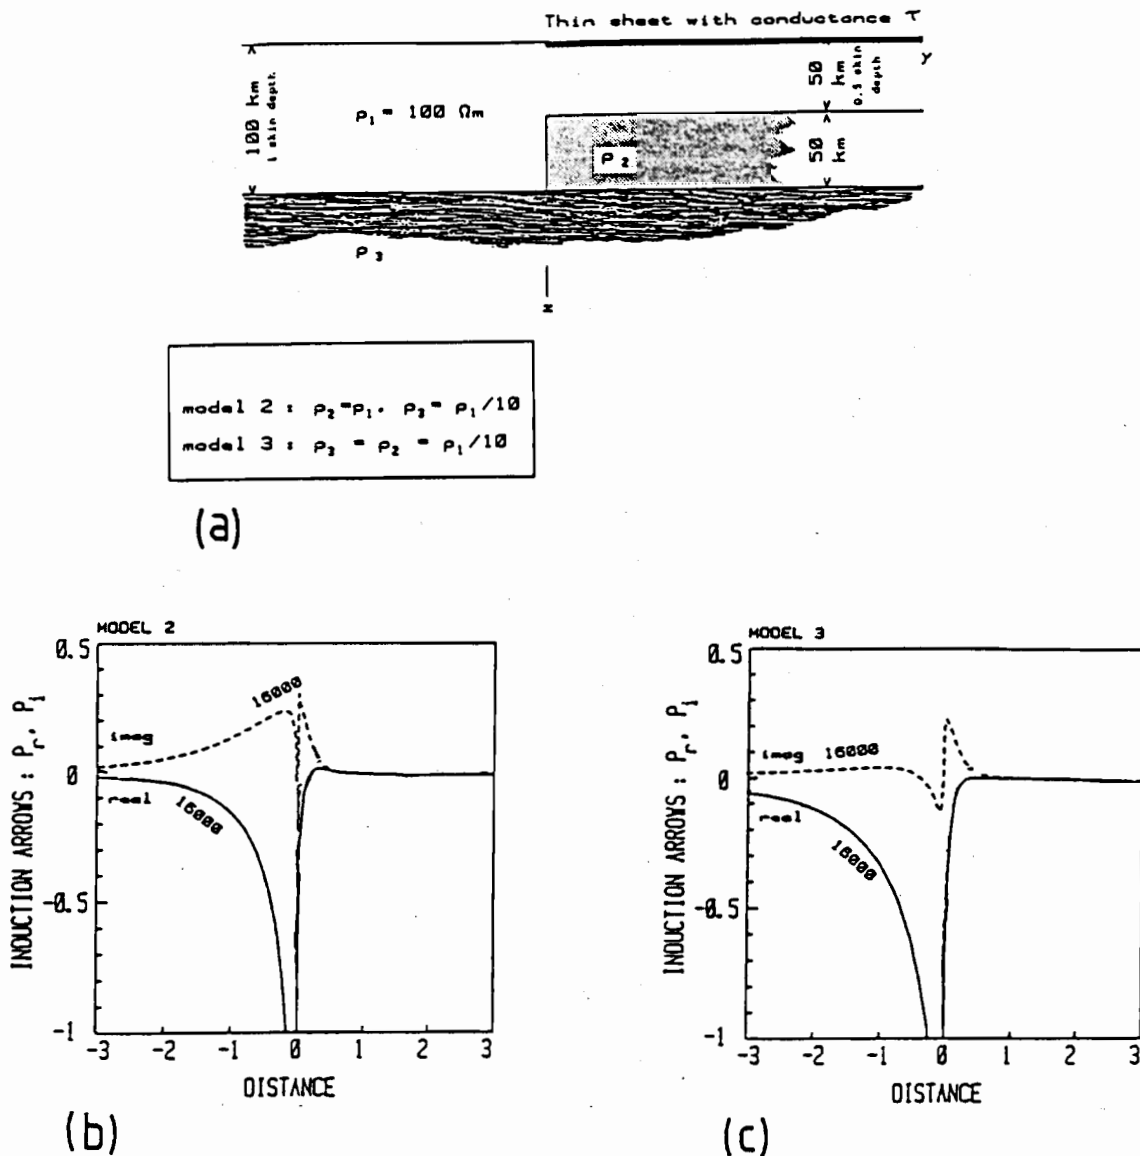 Thin sheet with conductance τ
y
100 km
1 skin depth
50 km
0.5 skin depth
ρ1 = 100 Ωm
ρ2
50 km
ρ3
z
model 2 : ρ2=ρ1, ρ3= ρ1/10
model 3 : ρ3 = ρ2 = ρ1/10
(a)
MODEL 2
0.5
0
-0.5
-1
INDUCTION ARROWS : Pr, Pi
16000
imag
real
16000
-3 -2 -1 0 1 2 3
DISTANCE
(b)
MODEL 3
0.5
0
-0.5
-1
INDUCTION ARROWS : Pr, Pi
imag 16000
real
16000
-3 -2 -1 0 1 2 3
DISTANCE
(c)